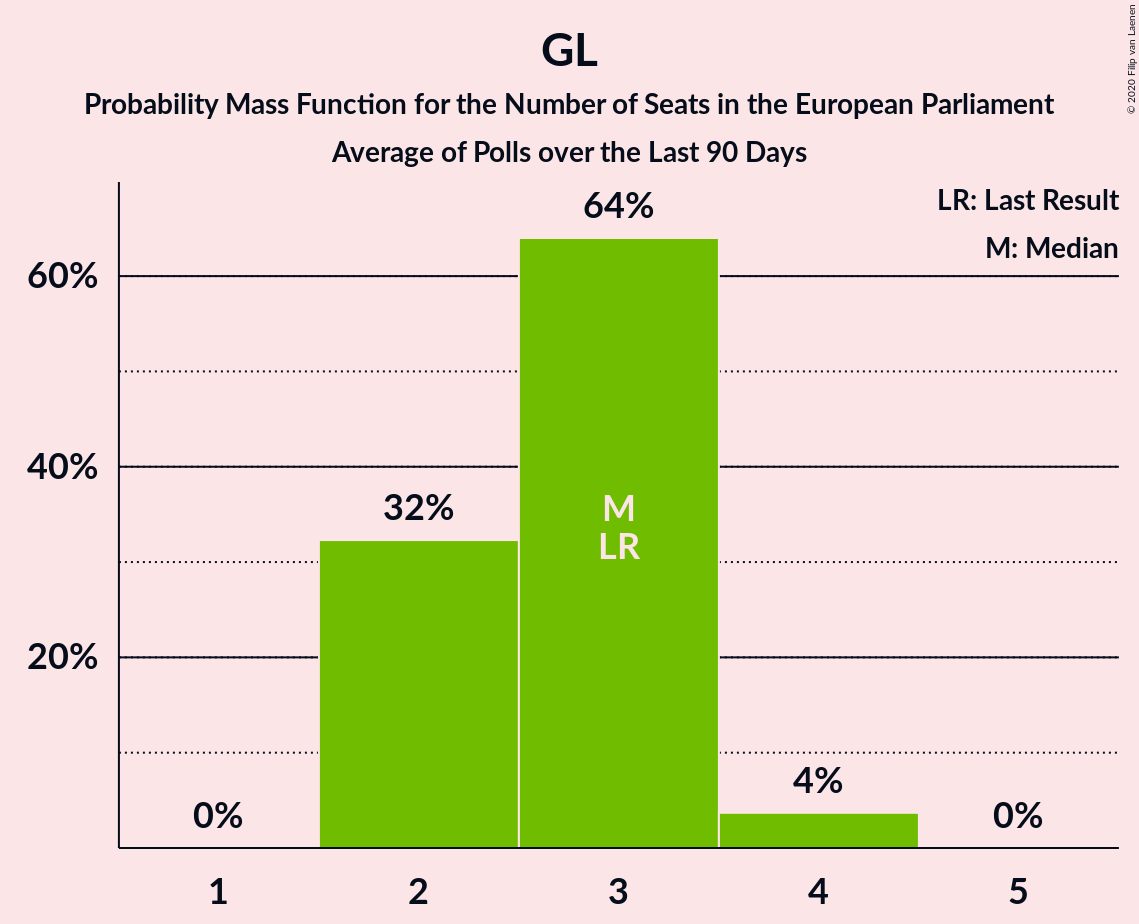 GL
Probability Mass Function for the Number of Seats in the European Parliament
Average of Polls over the Last 90 Days
© 2020 Filip van Laenen
LR: Last Result
M: Median
60%
40%
20%
0%
32%
64%
M
LR
4%
0%
1
2
3
4
5